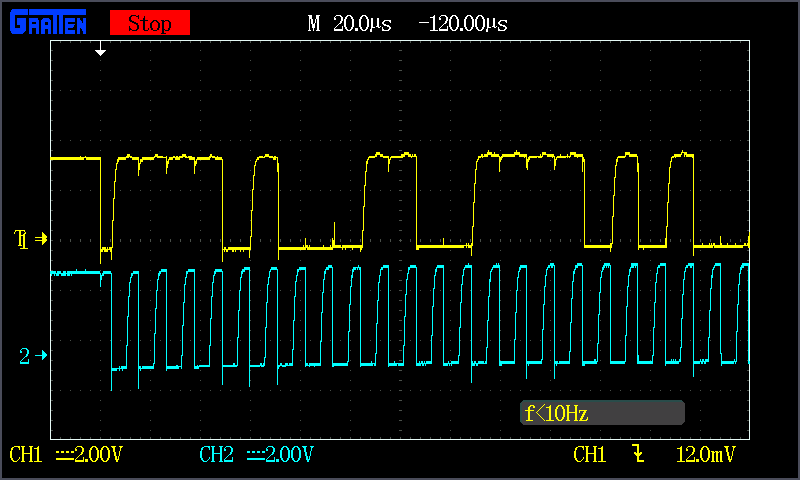 GRATTEN Stop M 20.0μs -120.00μs
1
2
f<10Hz
CH1 2.00V CH2 2.00V CH1 12.0mV